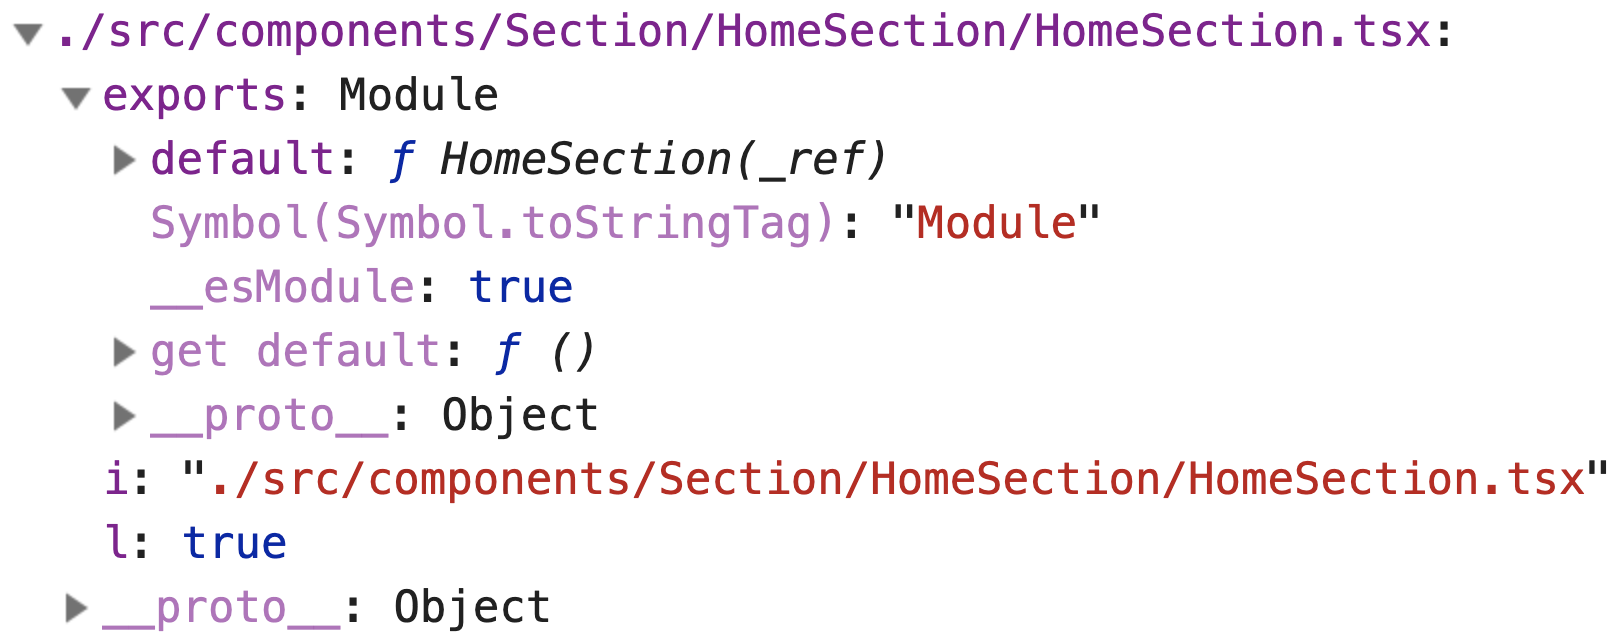 ./src/components/Section/HomeSection/HomeSection.tsx:
exports: Module
default: ƒ HomeSection(_ref)
Symbol(Symbol.toStringTag): "Module"
__esModule: true
get default: ƒ ()
__proto__: Object
i: "./src/components/Section/HomeSection/HomeSection.tsx"
l: true
__proto__: Object